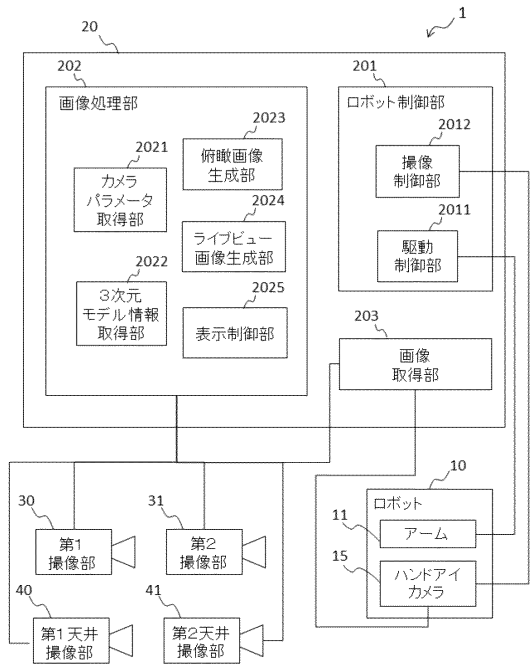 1
20
202
画像処理部
2023
俯瞰画像
生成部
2021
カメラ
パラメータ
取得部
2024
ライブビュー
画像生成部
2022
3次元
モデル情報
取得部
2025
表示制御部
201
ロボット制御部
2012
撮像
制御部
2011
駆動
制御部
203
画像
取得部
30
第1
撮像部
31
第2
撮像部
40
第1天井
撮像部
41
第2天井
撮像部
10
ロボット
11
アーム
15
ハンドアイ
カメラ